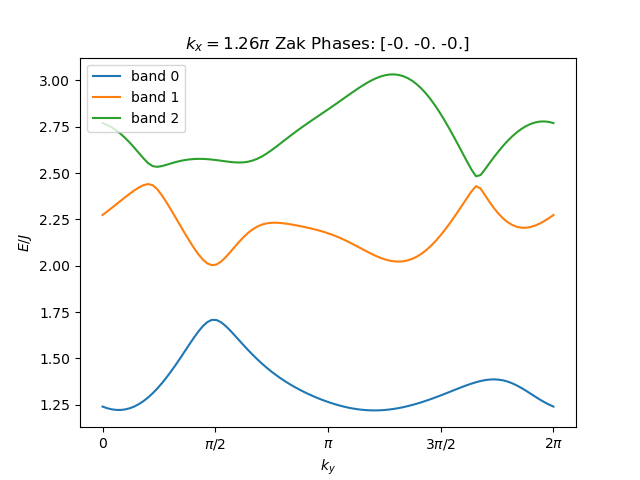 $k_x = 1.26\pi$ Zak Phases: [-0. -0. -0.]
band 0
band 1
band 2
3.00
2.75
2.50
2.25
2.00
1.75
1.50
1.25
E/J
0 π/2 π 3π/2 2π
$k_y$